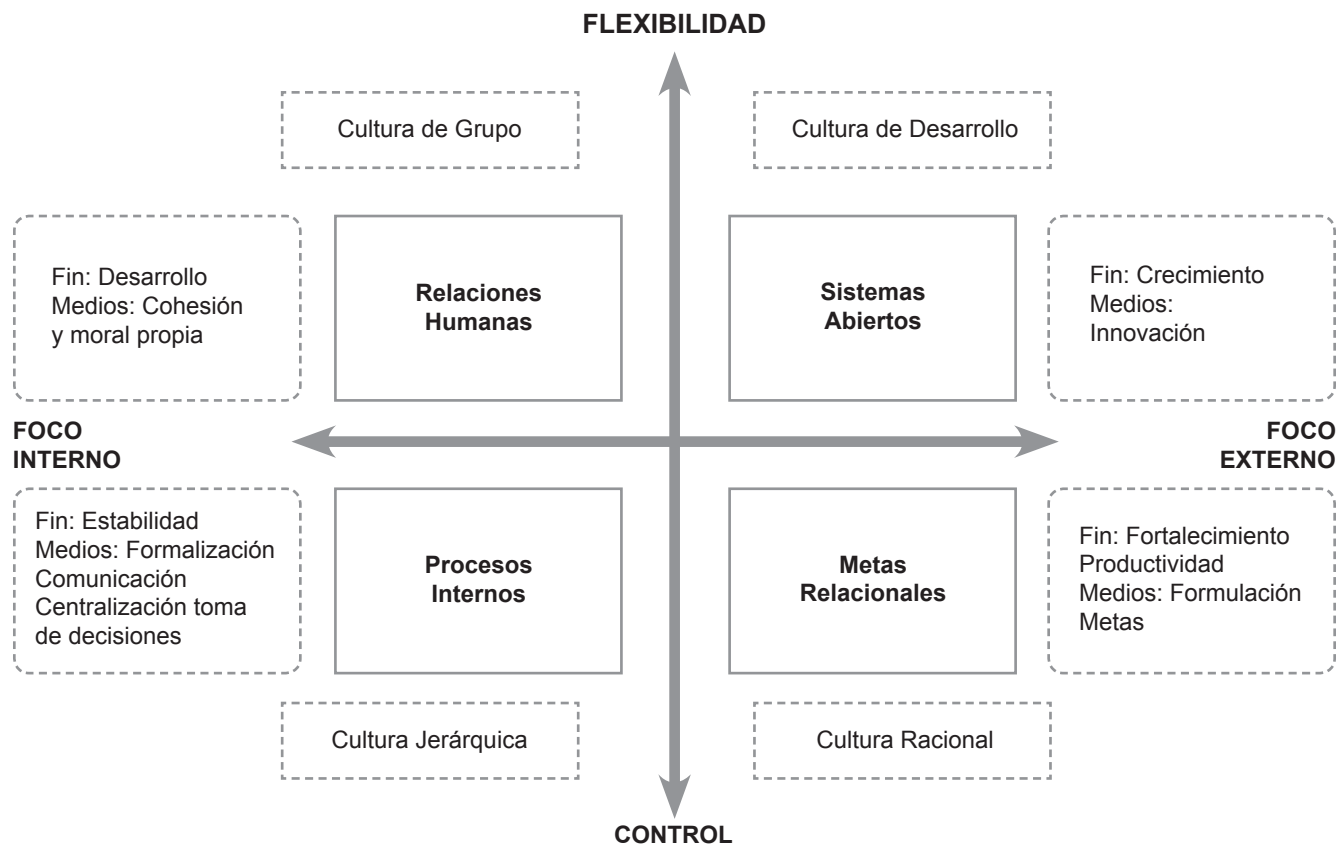 FLEXIBILIDAD
Cultura de Grupo
Cultura de Desarrollo
Fin: Desarrollo
Medios: Cohesión
y moral propia
Relaciones
Humanas
Sistemas
Abiertos
Fin: Crecimiento
Medios:
Innovación
FOCO
INTERNO
FOCO
EXTERNO
Fin: Estabilidad
Medios: Formalización
Comunicación
Centralización toma
de decisiones
Procesos
Internos
Metas
Relacionales
Fin: Fortalecimiento
Productividad
Medios: Formulación
Metas
Cultura Jerárquica
Cultura Racional
CONTROL